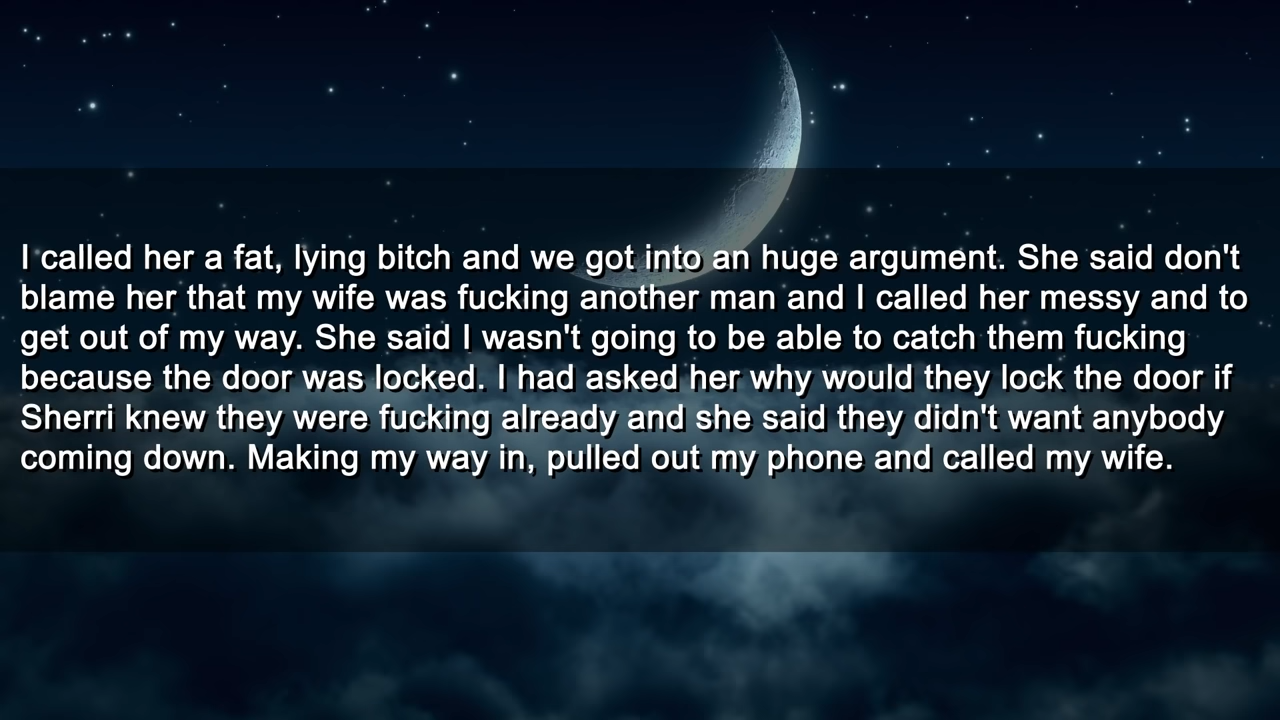 I called her a fat, lying bitch and we got into an huge argument. She said don't
blame her that my wife was fucking another man and I called her messy and to
get out of my way. She said I wasn't going to be able to catch them fucking
because the door was locked. I had asked her why would they lock the door if
Sherri knew they were fucking already and she said they didn't want anybody
coming down. Making my way in, pulled out my phone and called my wife.